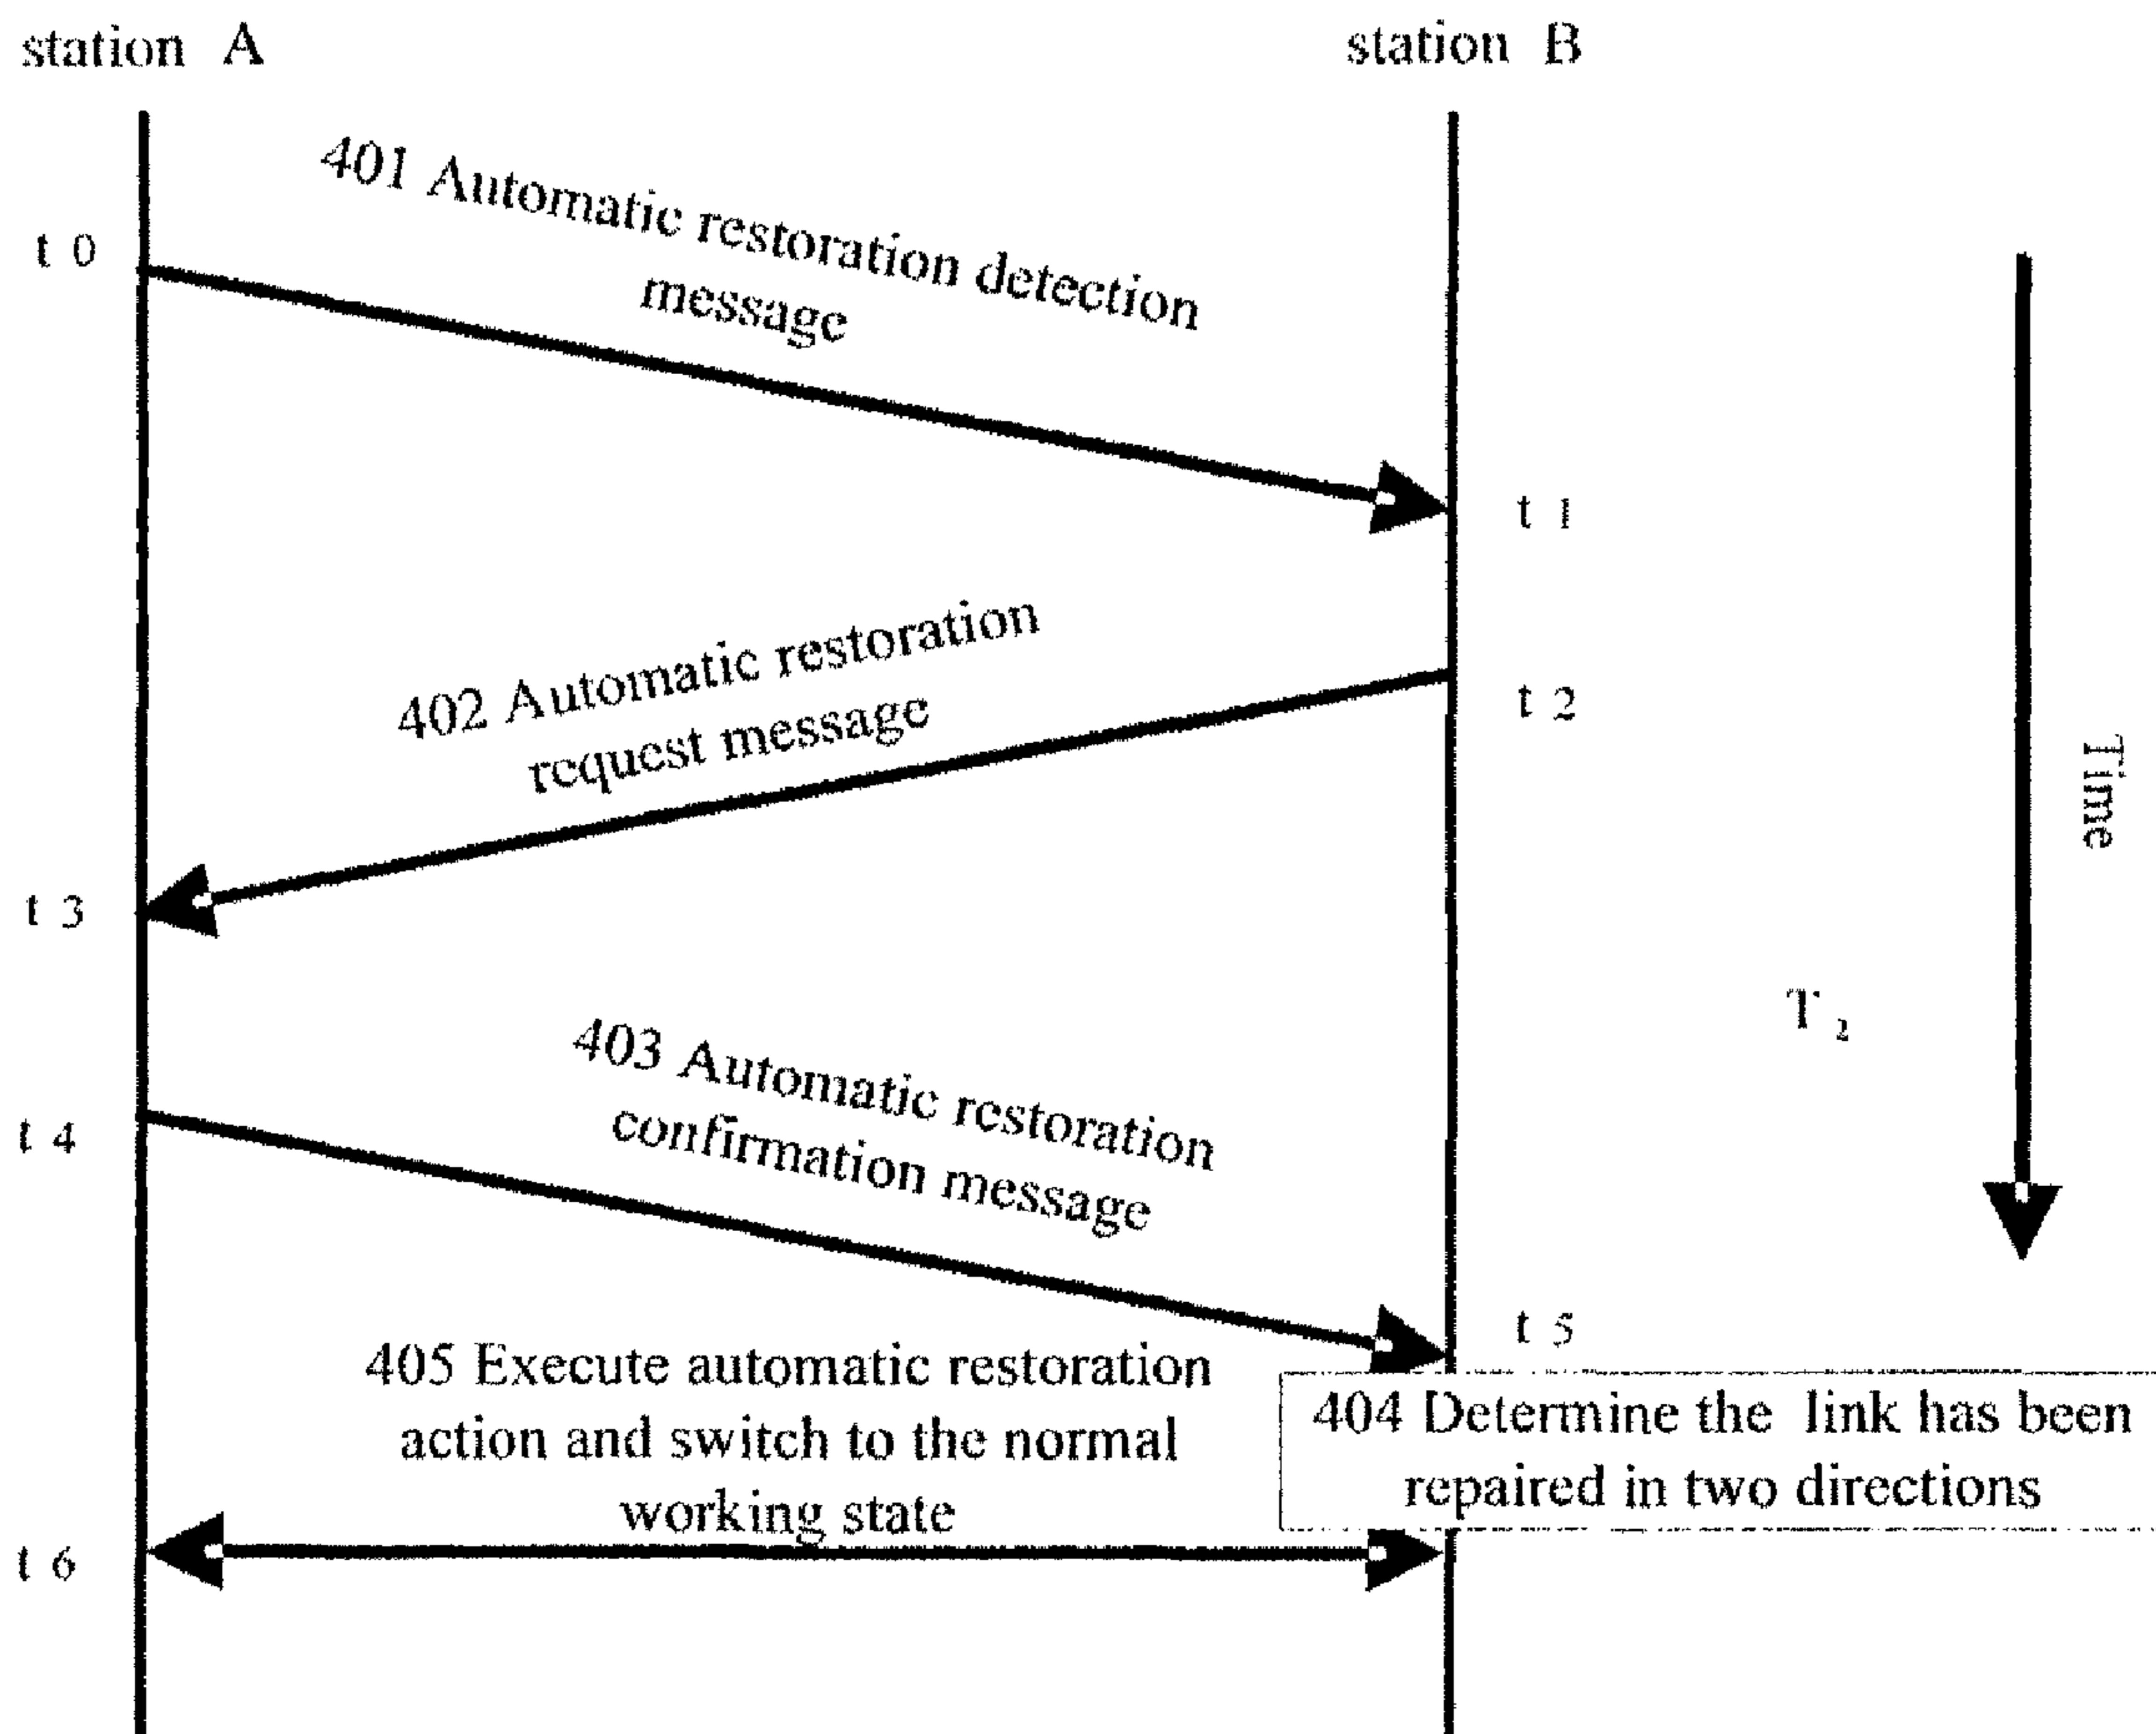 station A
station B
401 Automatic restoration detection
message
t 0
t 1
402 Automatic restoration
request message
t 2
Time
t 3
T 2
403 Automatic restoration
confirmation message
t 4
t 5
405 Execute automatic restoration
action and switch to the normal
working state
404 Determine the link has been
repaired in two directions
t 6